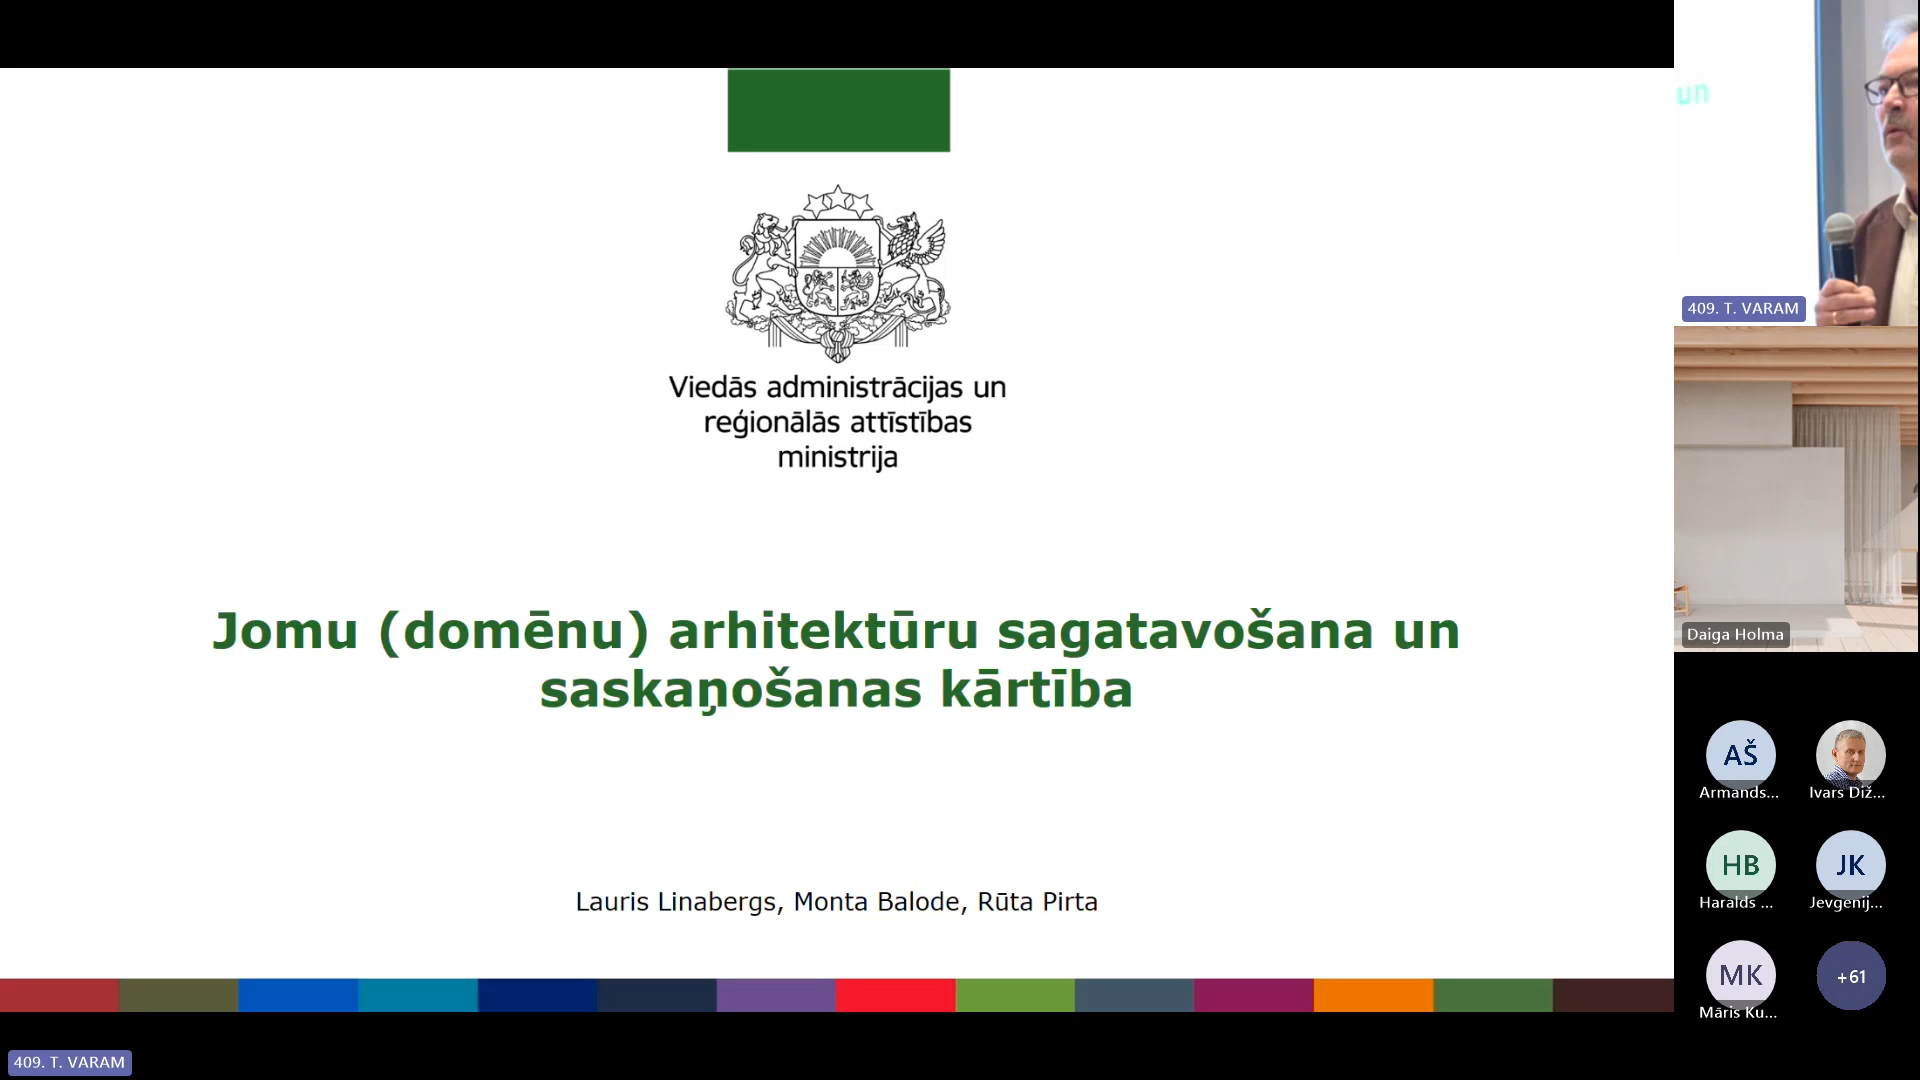 Viedās administrācijas un
reģionālās attīstības
ministrija
Jomu (domēnu) arhitektūru sagatavošana un
saskaņošanas kārtība
Lauris Linabergs, Monta Balode, Rūta Pirta
409. T. VARAM
un
409. T. VARAM
Daiga Holma
AŠ
Armands...
Ivars Diž...
HB
Haralds ...
JK
Jevgenij...
MK
Māris Ku...
+61